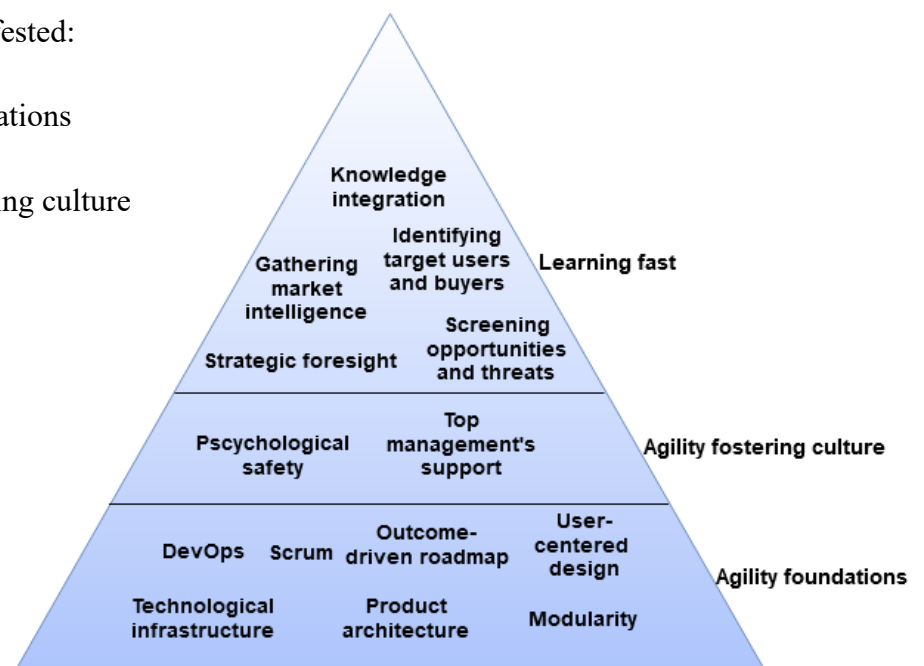 ested:
ations
ing culture
Knowledge
integration
Identifying
target users
and buyers
Gathering
market
intelligence
Learning fast
Screening
opportunities
and threats
Strategic foresight
Top
management's
support
Pscychological
safety
Agility fostering culture
User-
centered
design
Outcome-
driven roadmap
DevOps
Scrum
Agility foundations
Technological
infrastructure
Product
architecture
Modularity